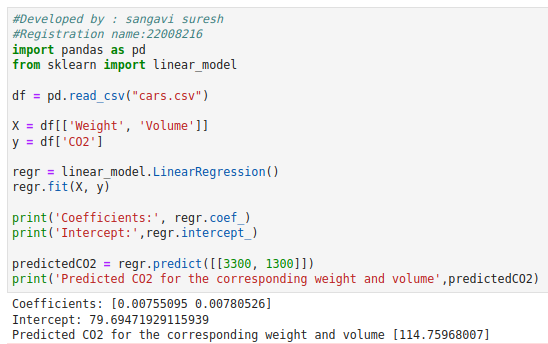 #Developed by : sangavi suresh
#Registration name:22008216
import pandas as pd
from sklearn import linear_model
df = pd.read_csv("cars.csv")
X = df[['Weight', 'Volume']]
y = df['CO2']
regr = linear_model.LinearRegression()
regr.fit(X, y)
print('Coefficients:', regr.coef_)
print('Intercept:',regr.intercept_)
predictedCO2 = regr.predict([[3300, 1300]])
print('Predicted CO2 for the corresponding weight and volume',predictedCO2)
Coefficients: [0.00755095 0.00780526]
Intercept: 79.69471929115939
Predicted CO2 for the corresponding weight and volume [114.75968007]